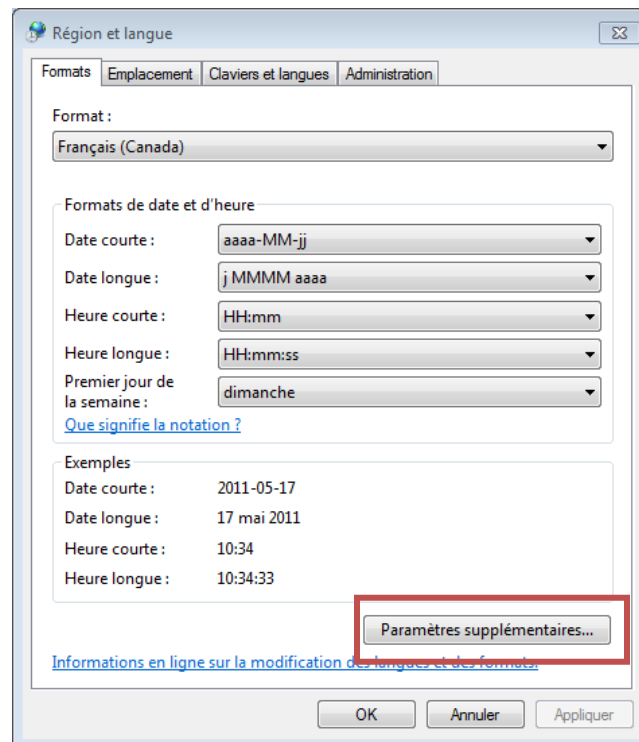 Région et langue
Formats Emplacement Claviers et langues Administration
Format :
Français (Canada)
Formats de date et d'heure
Date courte : aaaa-MM-jj
Date longue : j MMMM aaaa
Heure courte : HH:mm
Heure longue : HH:mm:ss
Premier jour de
la semaine : dimanche
Que signifie la notation ?
Exemples
Date courte : 2011-05-17
Date longue : 17 mai 2011
Heure courte : 10:34
Heure longue : 10:34:33
Paramètres supplémentaires...
Informations en ligne sur la modification des langues et des formats.
OK Annuler Appliquer